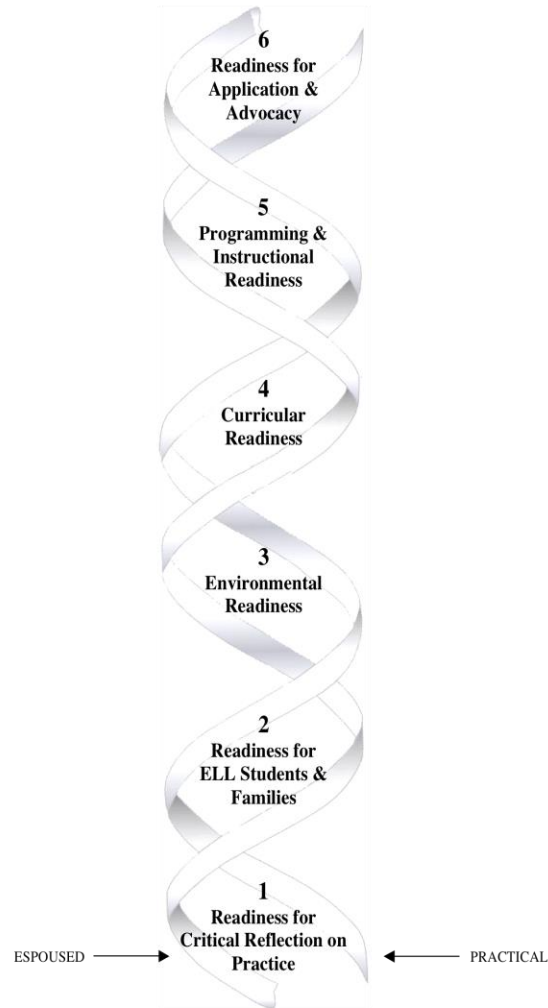 6
Readiness for
Application &
Advocacy
5
Programming &
Instructional
Readiness
4
Curricular
Readiness
3
Environmental
Readiness
2
Readiness for
ELL Students &
Families
1
Readiness for
Critical Reflection on
Practice
ESPOUSED
PRACTICAL